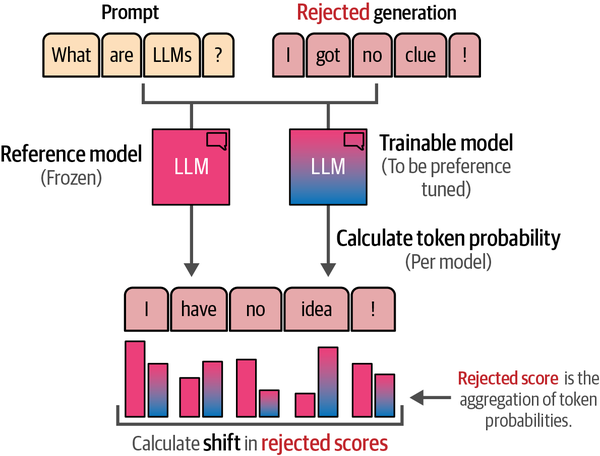 Prompt
Rejected generation
What are LLMs ?
I got no clue !
Reference model
(Frozen)
LLM
LLM
Trainable model
(To be preference
tuned)
Calculate token probability
(Per model)
I have no idea !
Rejected score is the
aggregation of token
probabilities.
Calculate shift in rejected scores